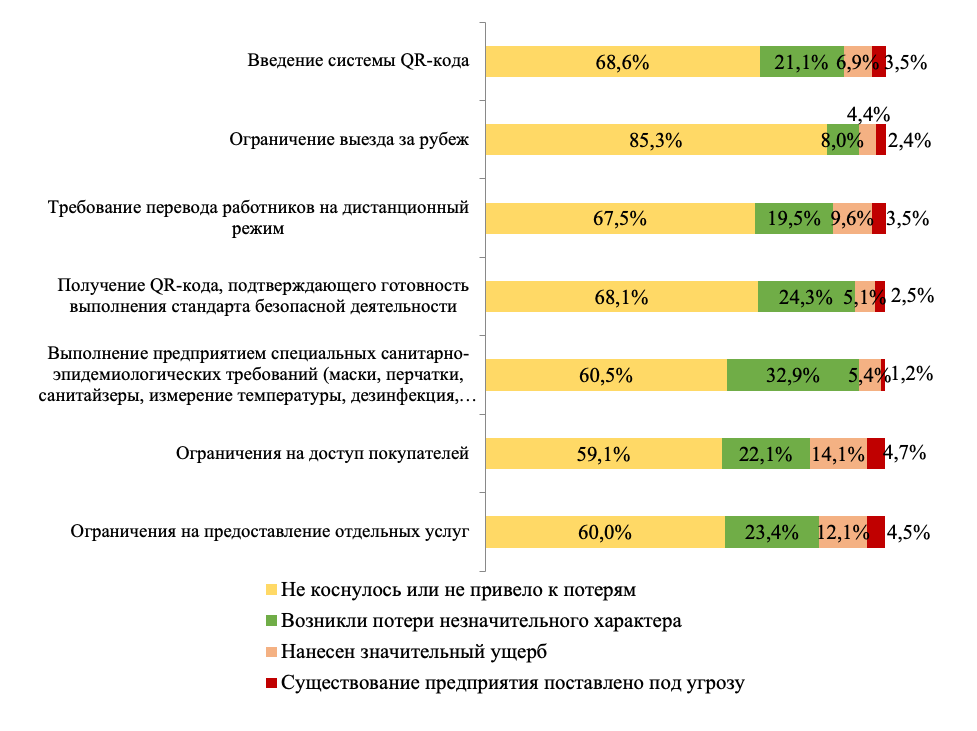 Введение системы QR-кода
68,6% 21,1% 6,9% 3,5%
4,4%
Ограничение выезда за рубеж
85,3% 8,0% 2,4%
Требование перевода работников на дистанционный
режим
67,5% 19,5% 9,6% 3,5%
Получение QR-кода, подтверждающего готовность
выполнения стандарта безопасной деятельности
68,1% 24,3% 5,1% 2,5%
Выполнение предприятием специальных санитарно-
эпидемиологических требований (маски, перчатки,
санитайзеры, измерение температуры, дезинфекция,…
60,5% 32,9% 5,4% 1,2%
Ограничения на доступ покупателей
59,1% 22,1% 14,1% 4,7%
Ограничения на предоставление отдельных услуг
60,0% 23,4% 12,1% 4,5%
Не коснулось или не привело к потерям
Возникли потери незначительного характера
Нанесен значительный ущерб
Существование предприятия поставлено под угрозу